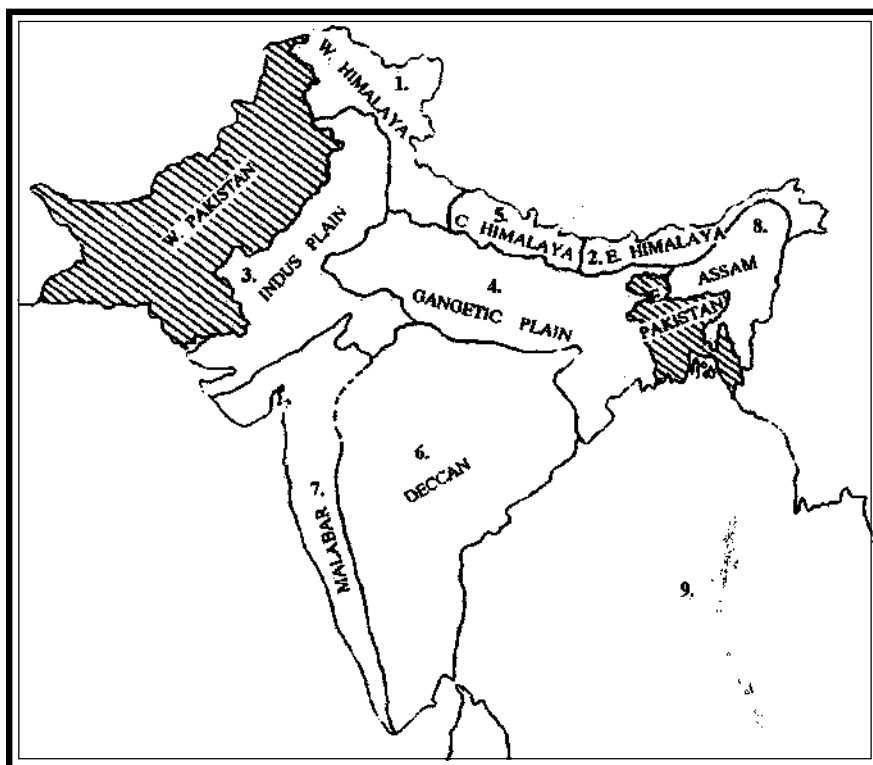 1.
W. HIMALAYA
W. PAKISTAN
5.
C HIMALAYA
2. E. HIMALAYA
8.
ASSAM
3.
INDUS PLAIN
4.
GANGETIC PLAIN
E
PAKISTAN
6.
DECCAN
7.
MALABAR
9.